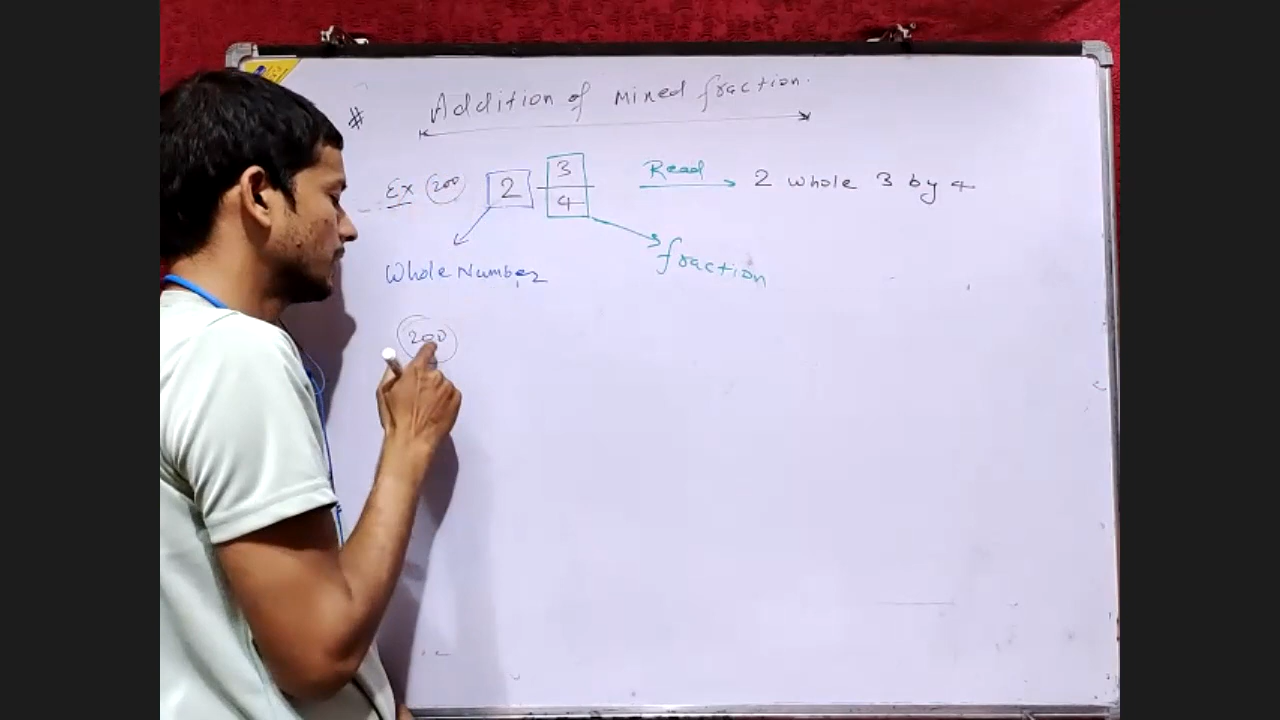 # Addition of mixed fraction.
Ex 200 2 3/4 Read 2 whole 3 by 4
Whole Number fraction
200